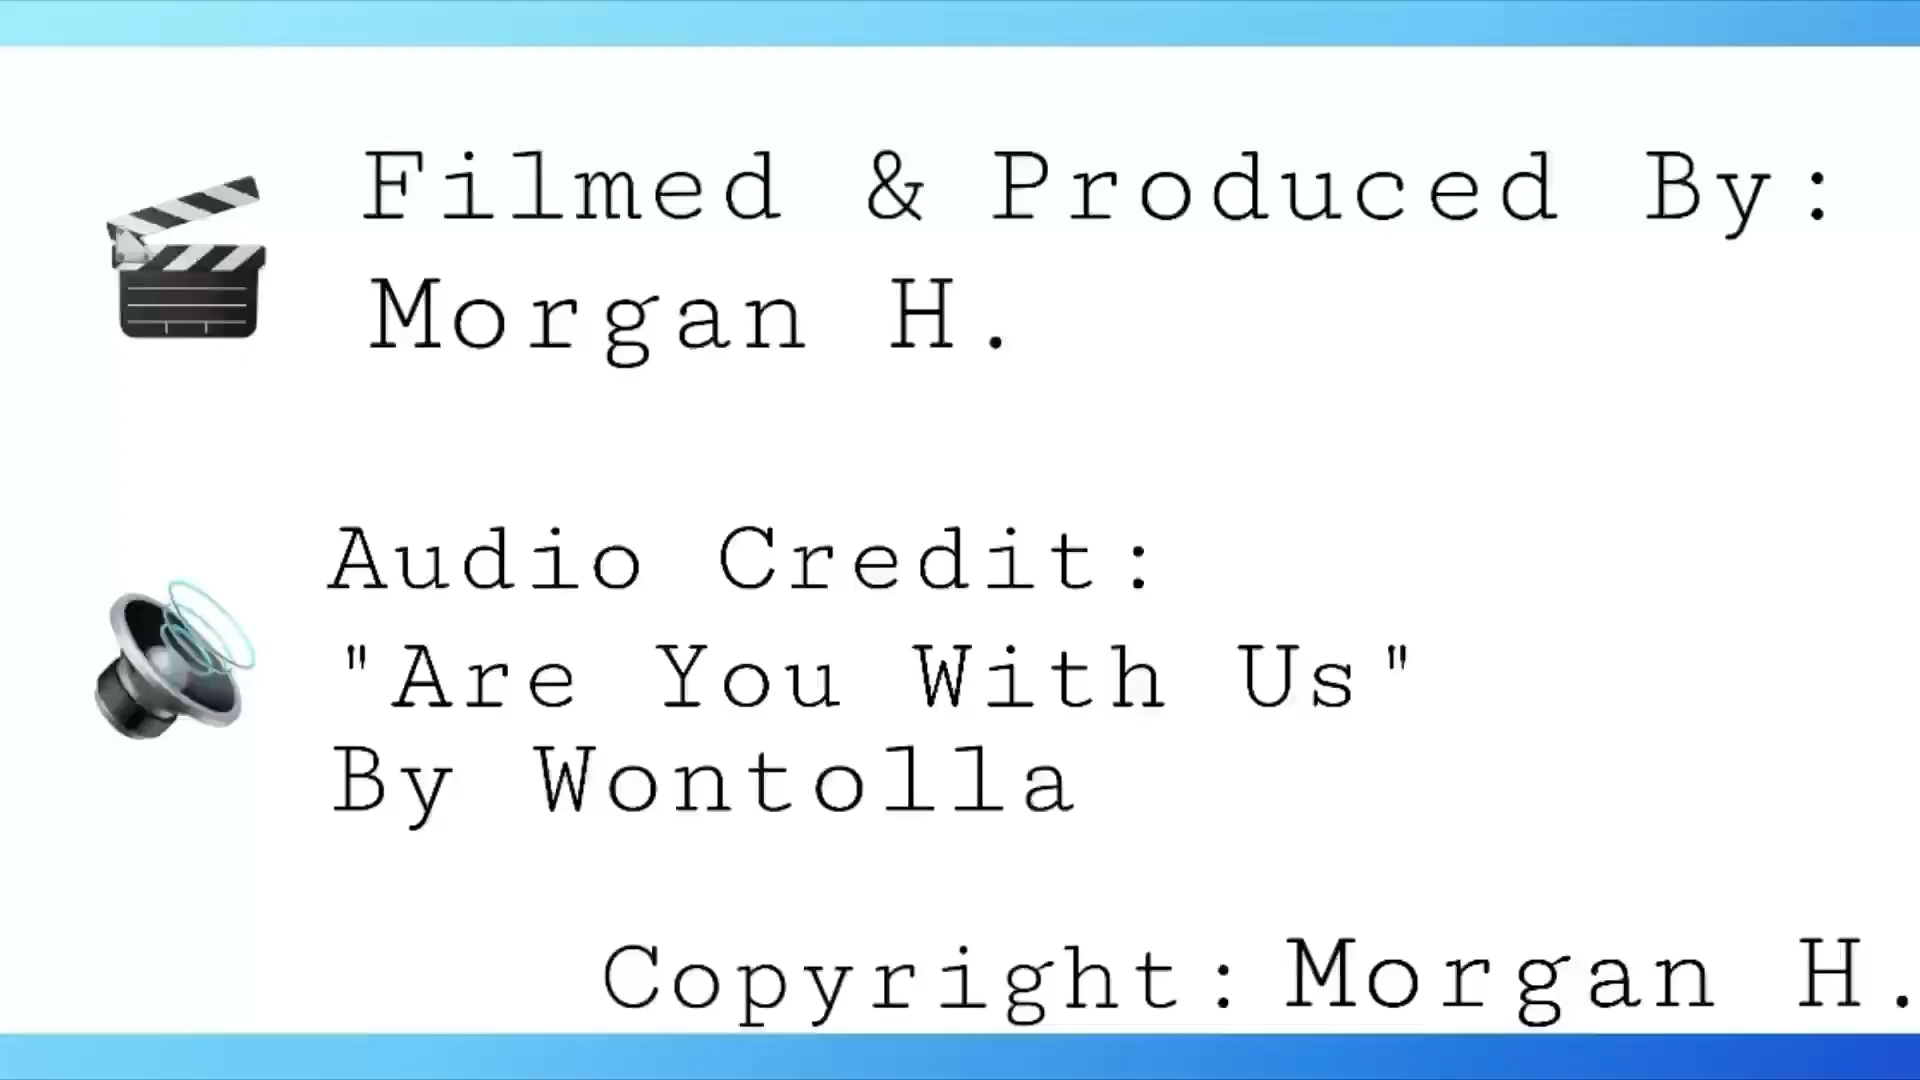 Filmed & Produced By:
Morgan H.
Audio Credit:
"Are You With Us"
By Wontolla
Copyright: Morgan H.